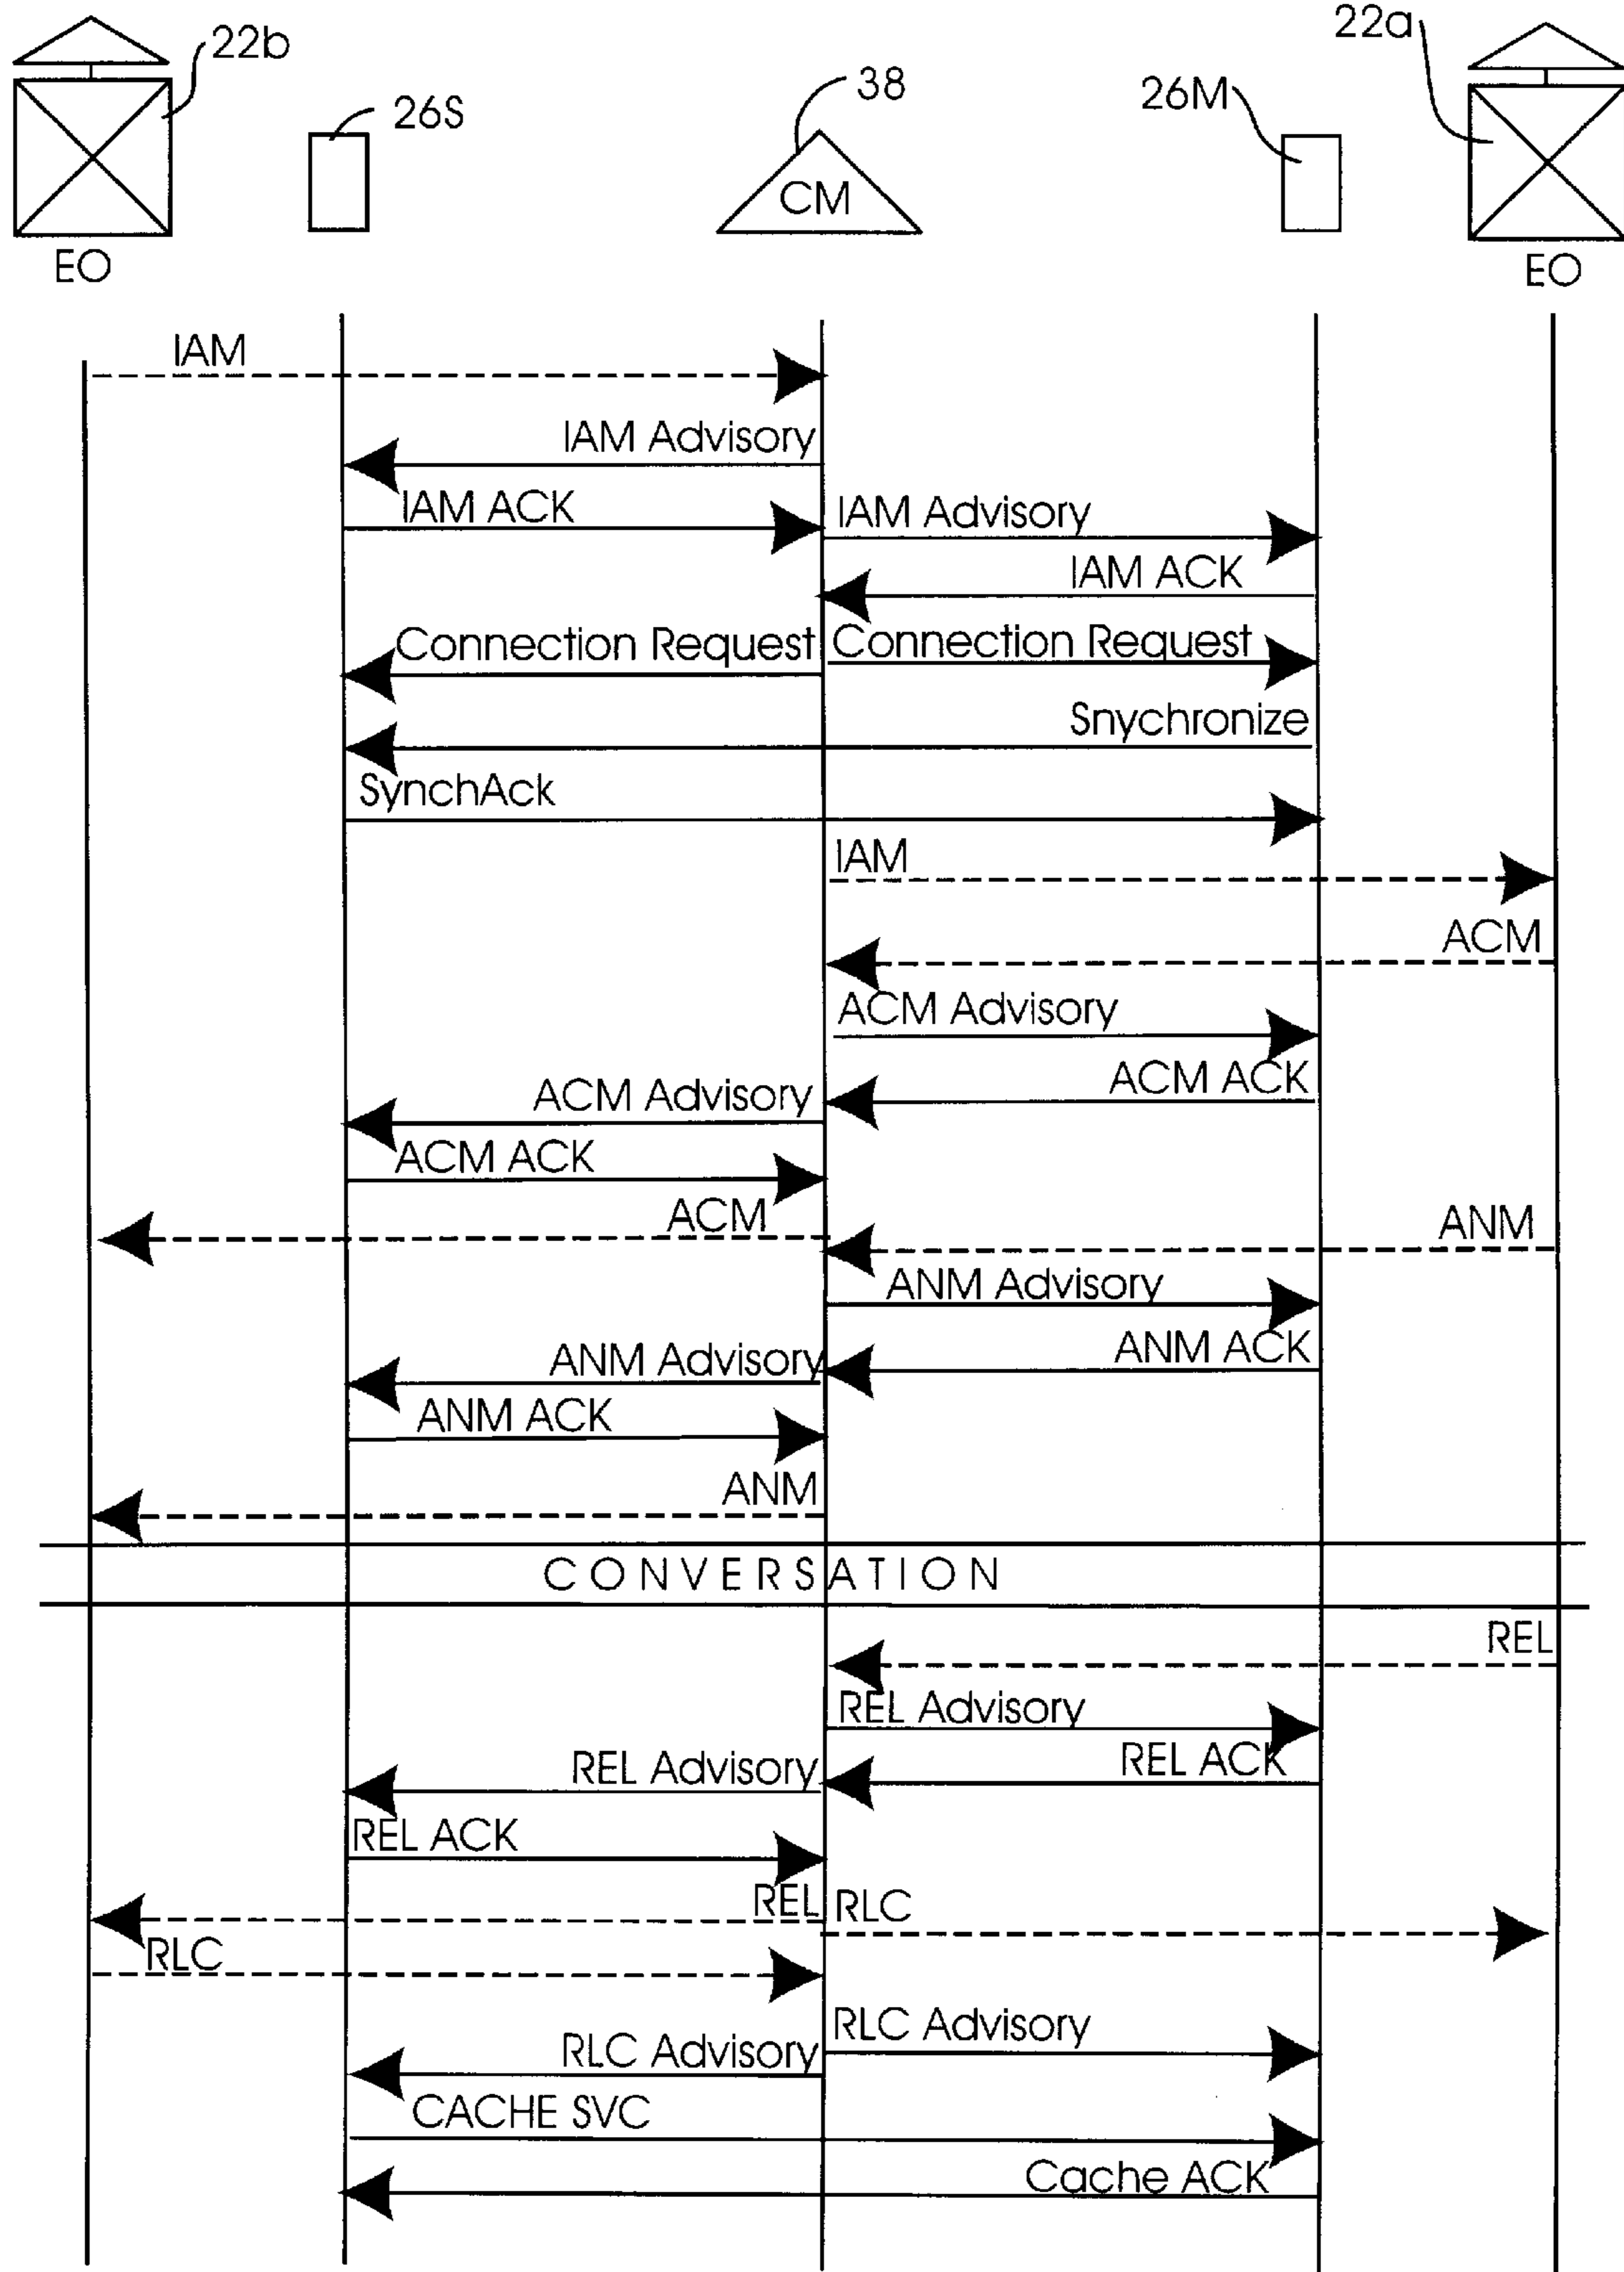 22b
22a
26S
38
26M
CM
EO
EO
IAM
IAM Advisory
IAM ACK
IAM Advisory
IAM ACK
Connection Request
Connection Request
Snychronize
SynchAck
IAM
ACM
ACM Advisory
ACM ACK
ACM Advisory
ACM ACK
ACM
ANM
ANM Advisory
ANM ACK
ANM Advisory
ANM ACK
ANM
CONVERSATION
REL
REL Advisory
REL ACK
REL Advisory
REL ACK
REL
RLC
RLC
RLC Advisory
RLC Advisory
CACHE SVC
Cache ACK